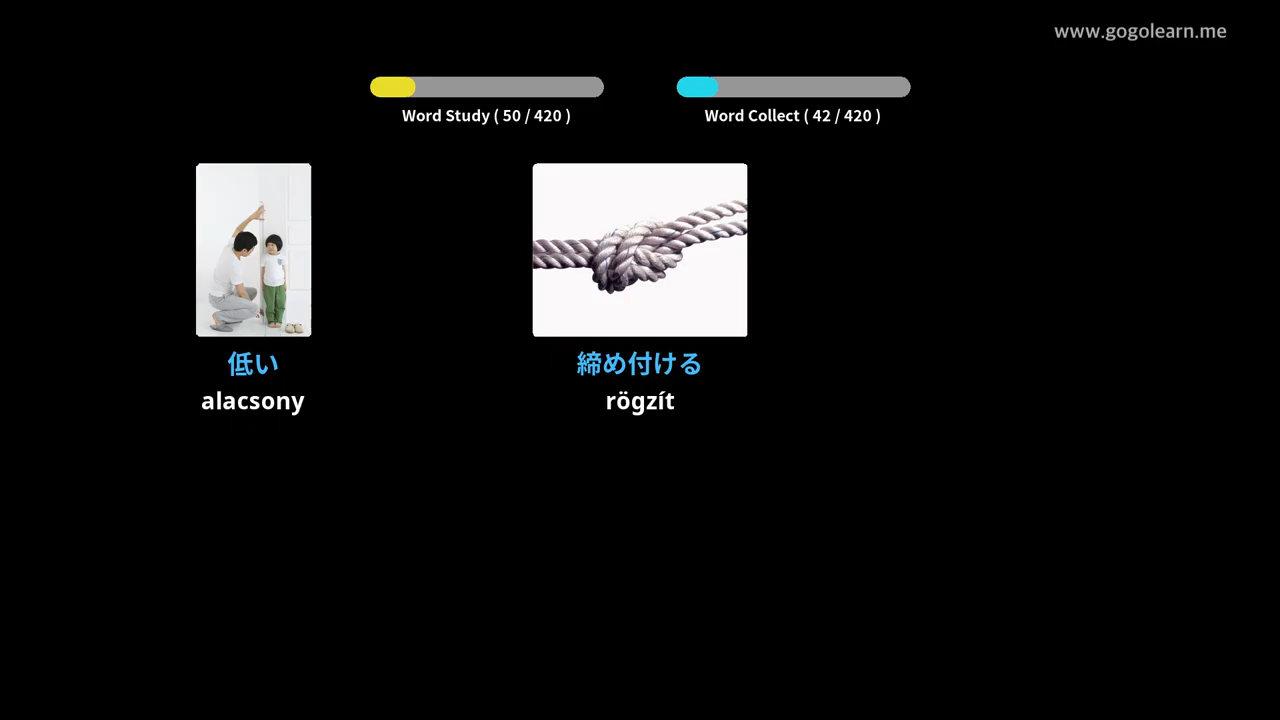 www.gogolearn.me
Word Study ( 50 / 420 )
Word Collect ( 42 / 420 )
低い
alacsony
締め付ける
rögzít